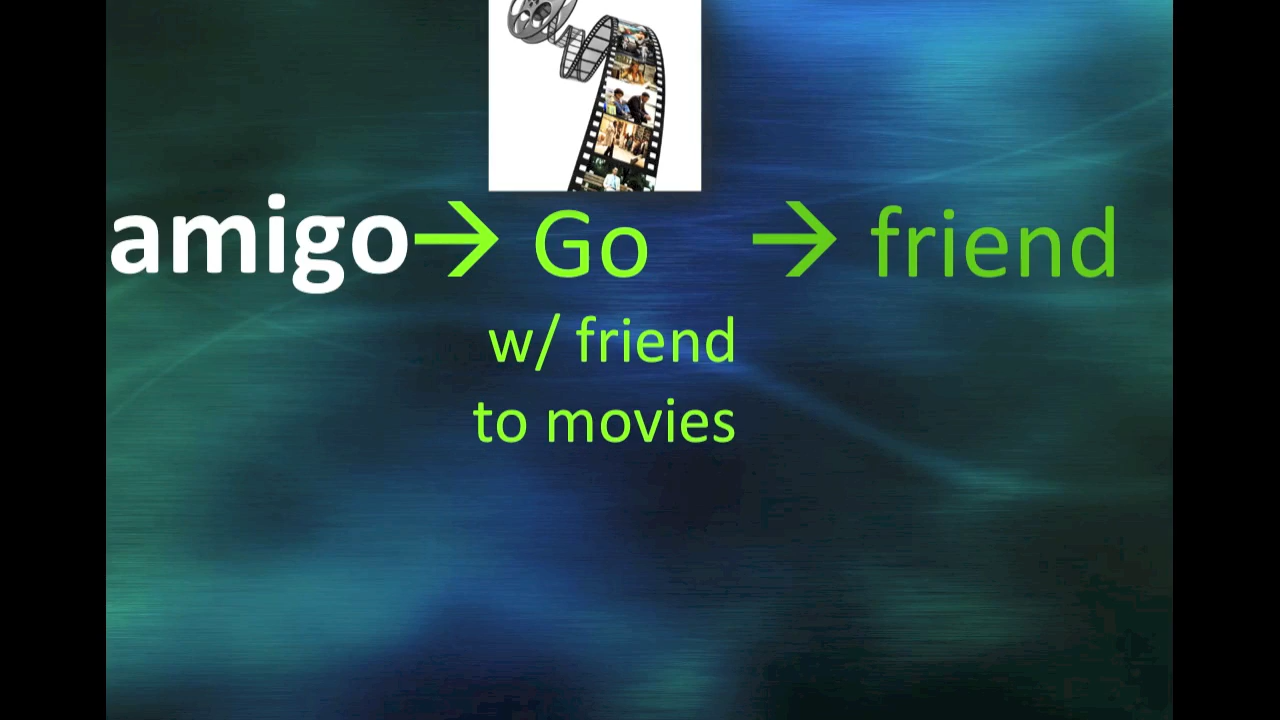 amigo→ Go → friend
w/ friend
to movies